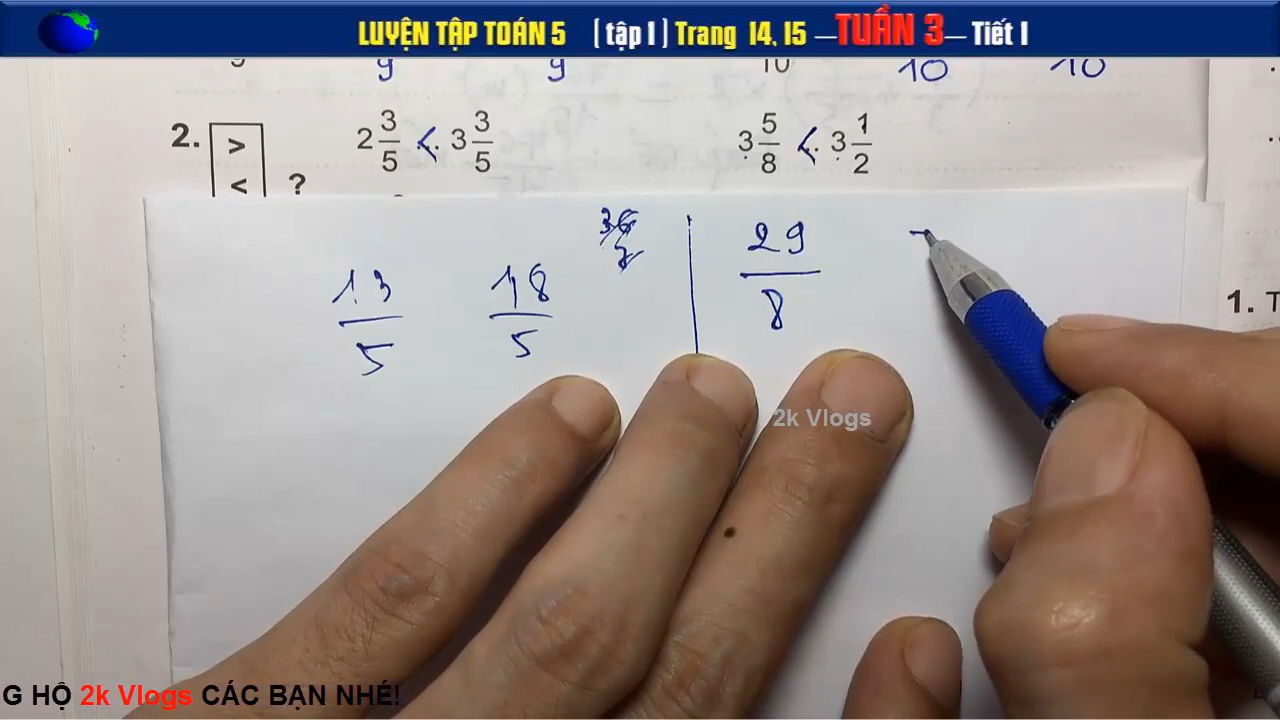 LUYỆN TẬP TOÁN 5 ( tập 1 ) Trang 14, 15 – TUẦN 3 – Tiết 1
9 9 10 10 10
2. > < ? 2 3/5 < 3 3/5 3 5/8 < 3 1/2
13/5 18/5 29/8
1. T
2k Vlogs
G HỘ 2k Vlogs CÁC BẠN NHÉ!